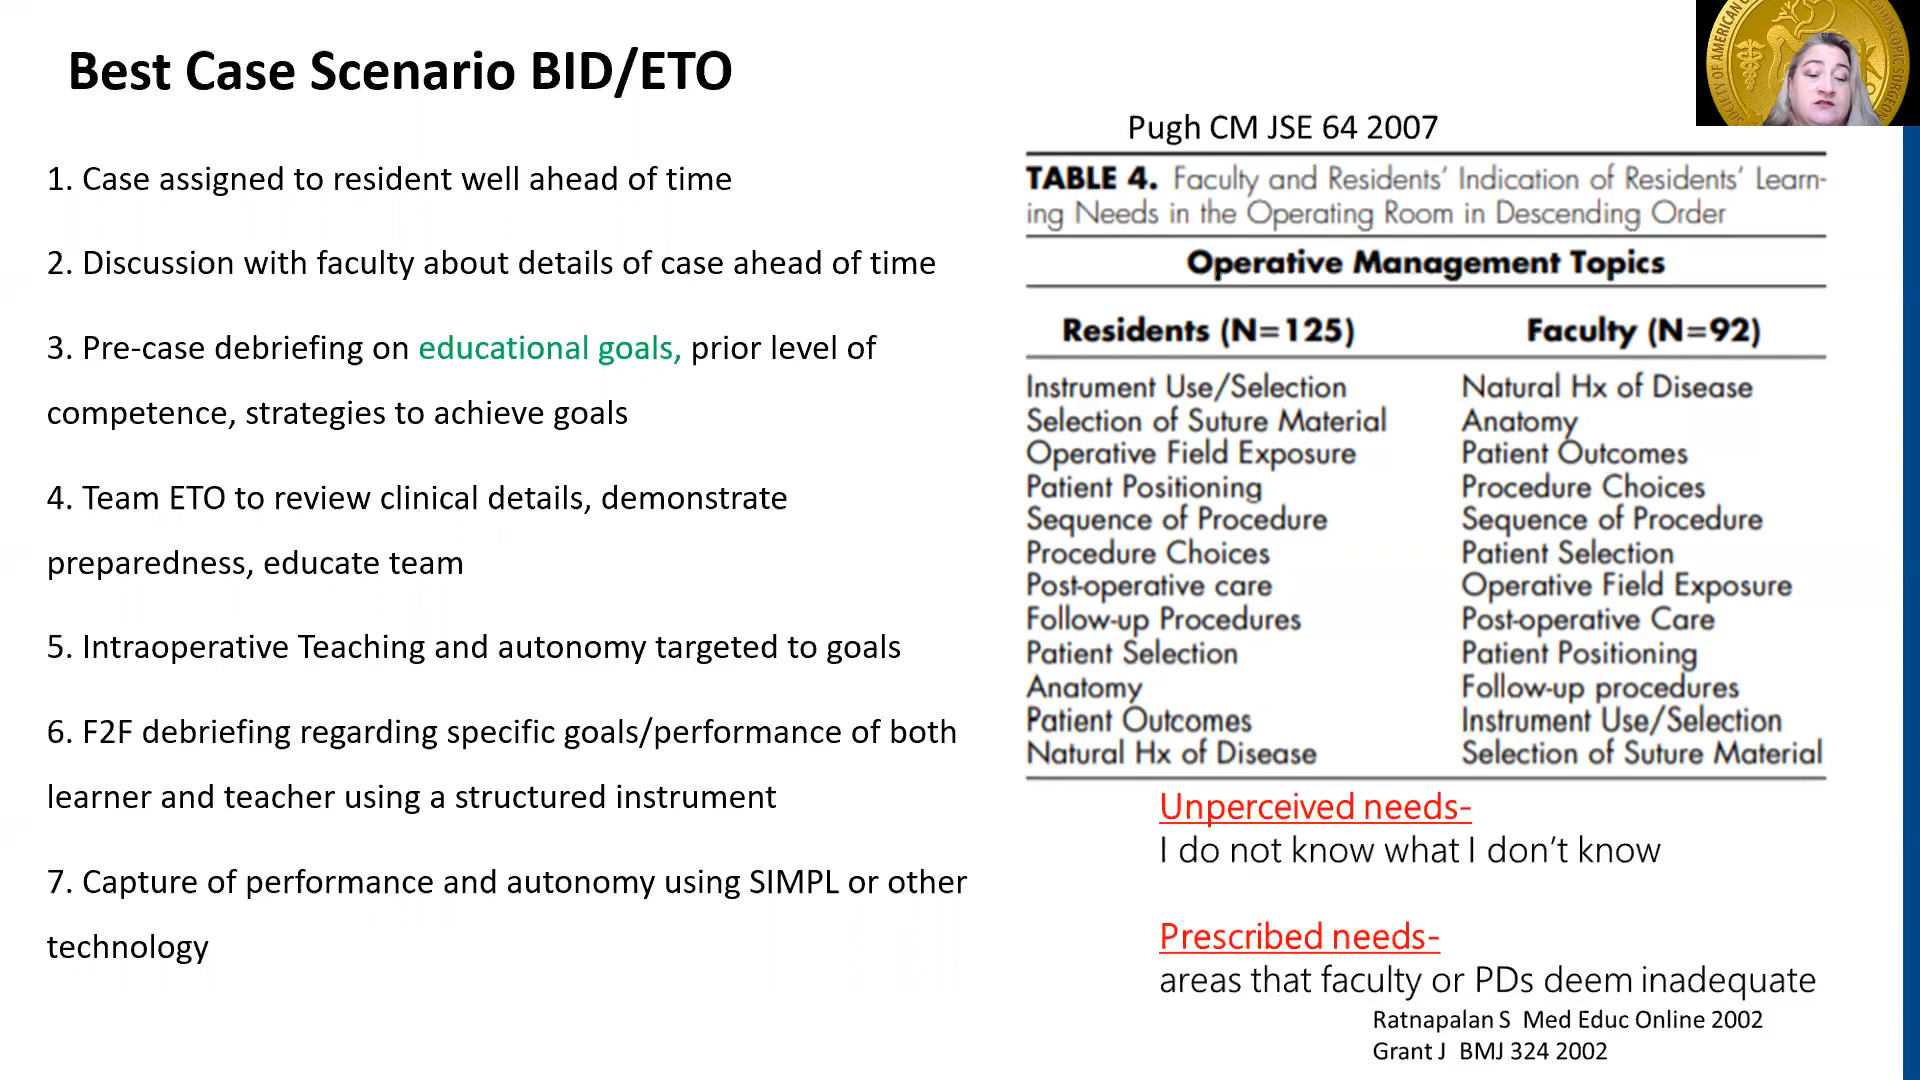 Best Case Scenario BID/ETO
1. Case assigned to resident well ahead of time
2. Discussion with faculty about details of case ahead of time
3. Pre-case debriefing on educational goals, prior level of
competence, strategies to achieve goals
4. Team ETO to review clinical details, demonstrate
preparedness, educate team
5. Intraoperative Teaching and autonomy targeted to goals
6. F2F debriefing regarding specific goals/performance of both
learner and teacher using a structured instrument
7. Capture of performance and autonomy using SIMPL or other
technology
SOCIETY OF AMERICAN
ENDOSCOPIC SURGEON
Pugh CM JSE 64 2007
TABLE 4. Faculty and Residents' Indication of Residents' Learn-
ing Needs in the Operating Room in Descending Order
Operative Management Topics
Residents (N=125) Faculty (N=92)
Instrument Use/Selection Natural Hx of Disease
Selection of Suture Material Anatomy
Operative Field Exposure Patient Outcomes
Patient Positioning Procedure Choices
Sequence of Procedure Sequence of Procedure
Procedure Choices Patient Selection
Post-operative care Operative Field Exposure
Follow-up Procedures Post-operative Care
Patient Selection Patient Positioning
Anatomy Follow-up procedures
Patient Outcomes Instrument Use/Selection
Natural Hx of Disease Selection of Suture Material
Unperceived needs-
I do not know what I don't know
Prescribed needs-
areas that faculty or PDs deem inadequate
Ratnapalan S Med Educ Online 2002
Grant J BMJ 324 2002